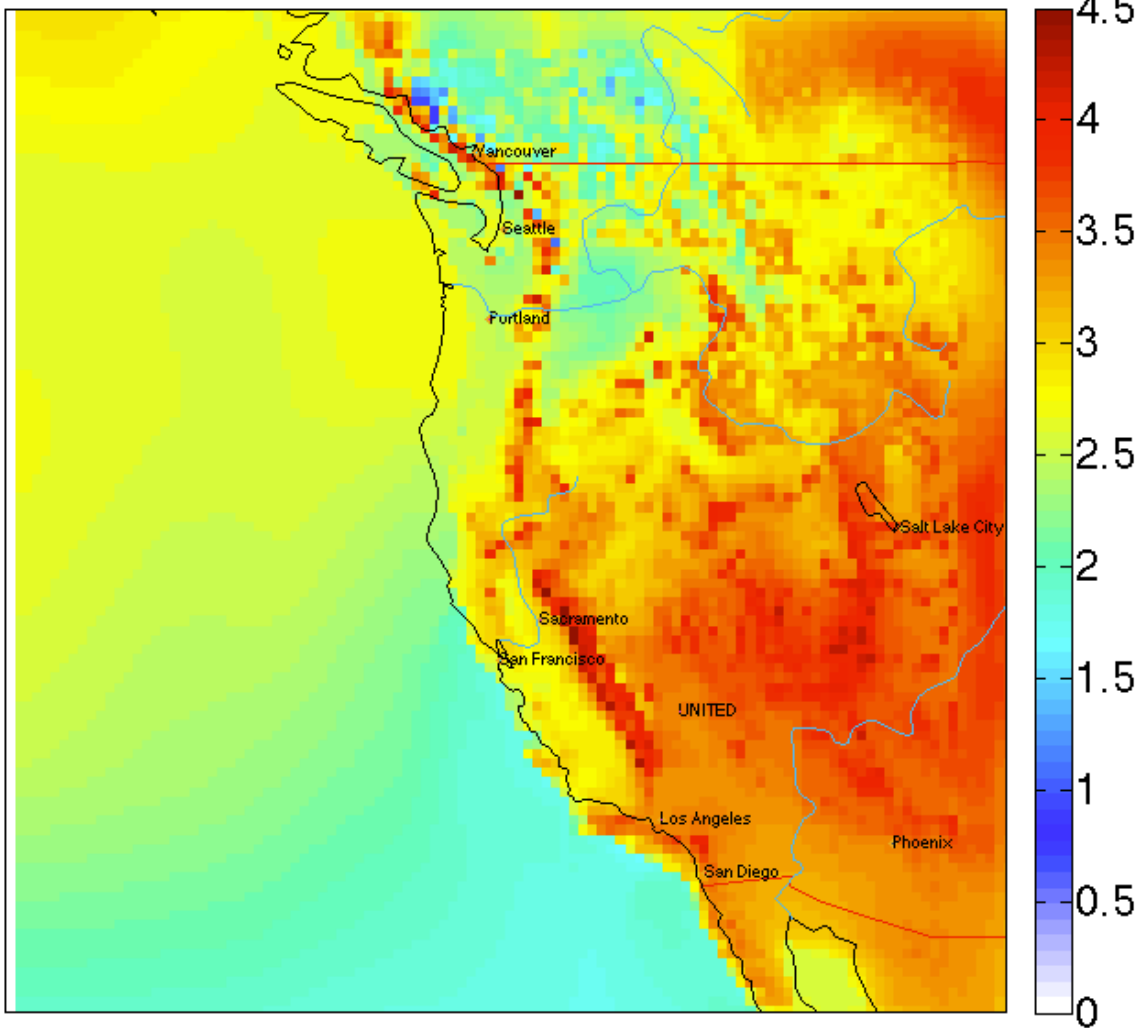 4.5
4
Vancouver
3.5
Seattle
Portland
3
2.5
Salt Lake City
2
Sacramento
San Francisco
1.5
UNITED
1
Los Angeles
Phoenix
San Diego
0.5
0